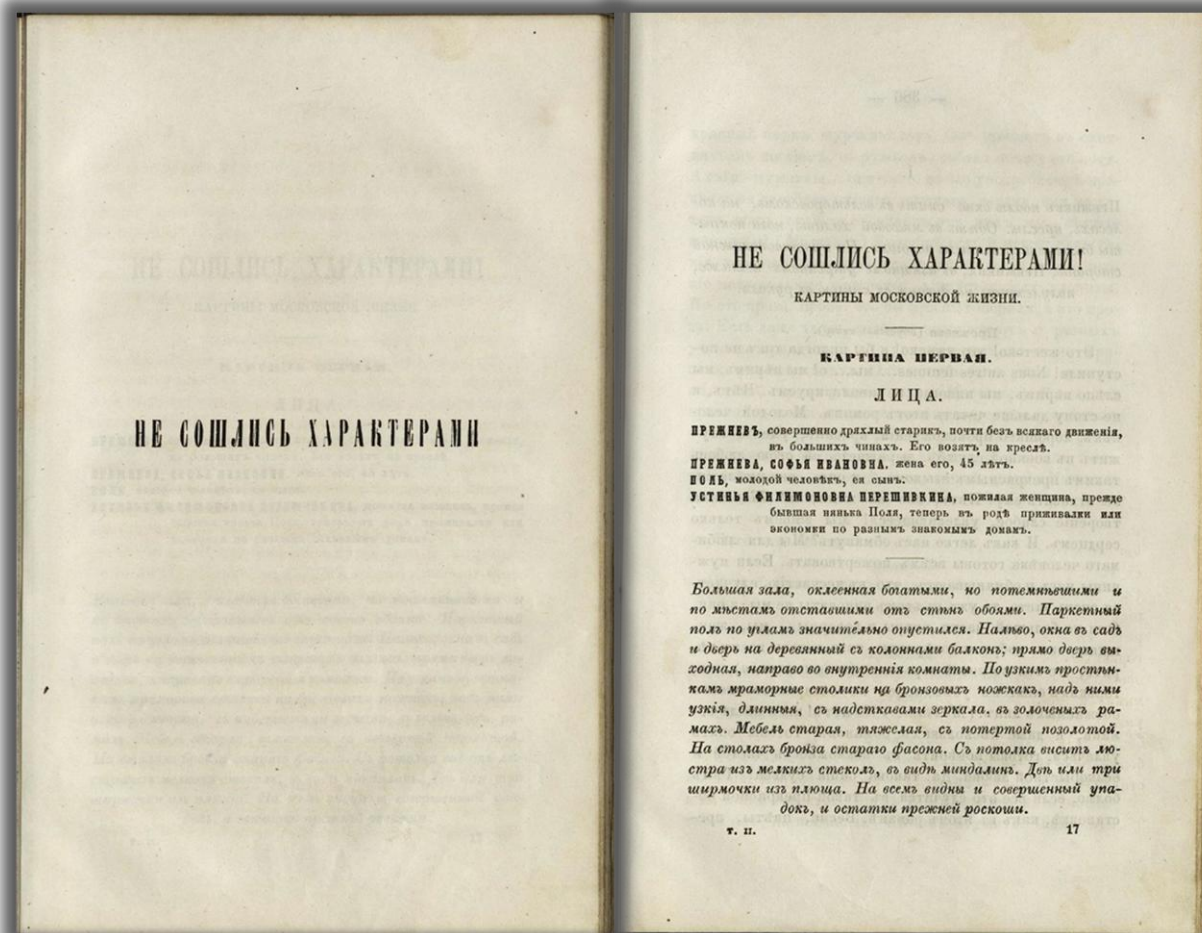 НЕ СОШЛИСЬ ХАРАКТЕРАМИ
НЕ СОШЛИСЬ ХАРАКТЕРАМИ!
КАРТИНЫ МОСКОВСКОЙ ЖИЗНИ.
КАРТИНА ПЕРВАЯ.
ЛИЦА.
ПРЕЖНЕВЪ, совершенно дряхлый старикъ, почти безъ всякаго движенія,
въ большихъ чинахъ. Его возятъ на креслѣ.
ПРЕЖНЕВА, СОФЬЯ ИВАНОВНА. жена его, 45 лѣтъ.
ПОЛЬ, молодой человѣкъ, ея сынъ.
УСТИНЬЯ ФИЛИМОНОВНА ПЕРЕШИВКИНА, пожилая женщина, прежде
бывшая нянька Поля, теперь въ родѣ приживалки или
экономки по разнымъ знакомымъ домамъ.
Большая зала, оклеенная богатыми, но потемнѣвшими и
по мѣстамъ отставшими отъ стѣнъ обоями. Паркетный
полъ по угламъ значительно опустился. Налѣво, окна въ садъ
и дверь на деревянный съ колоннами балконъ; прямо дверь вы-
ходная, направо во внутреннія комнаты. По узкимъ простѣн-
камъ мраморные столики на бронзовыхъ ножкакъ, надъ ними
узкія, длинныя, съ надсткавами зеркала. въ золоченыхъ ра-
махъ. Мебель старая, тяжелая, съ потертой позолотой.
На столахъ бронза стараго фасона. Съ потолка виситъ лю-
стра изъ мелкихъ стеколъ, въ видѣ миндалин. Двѣ или три
ширмочки изъ плюща. На всемъ видны и совершенный упа-
докъ, и остатки прежней роскоши.
Т. II.
17